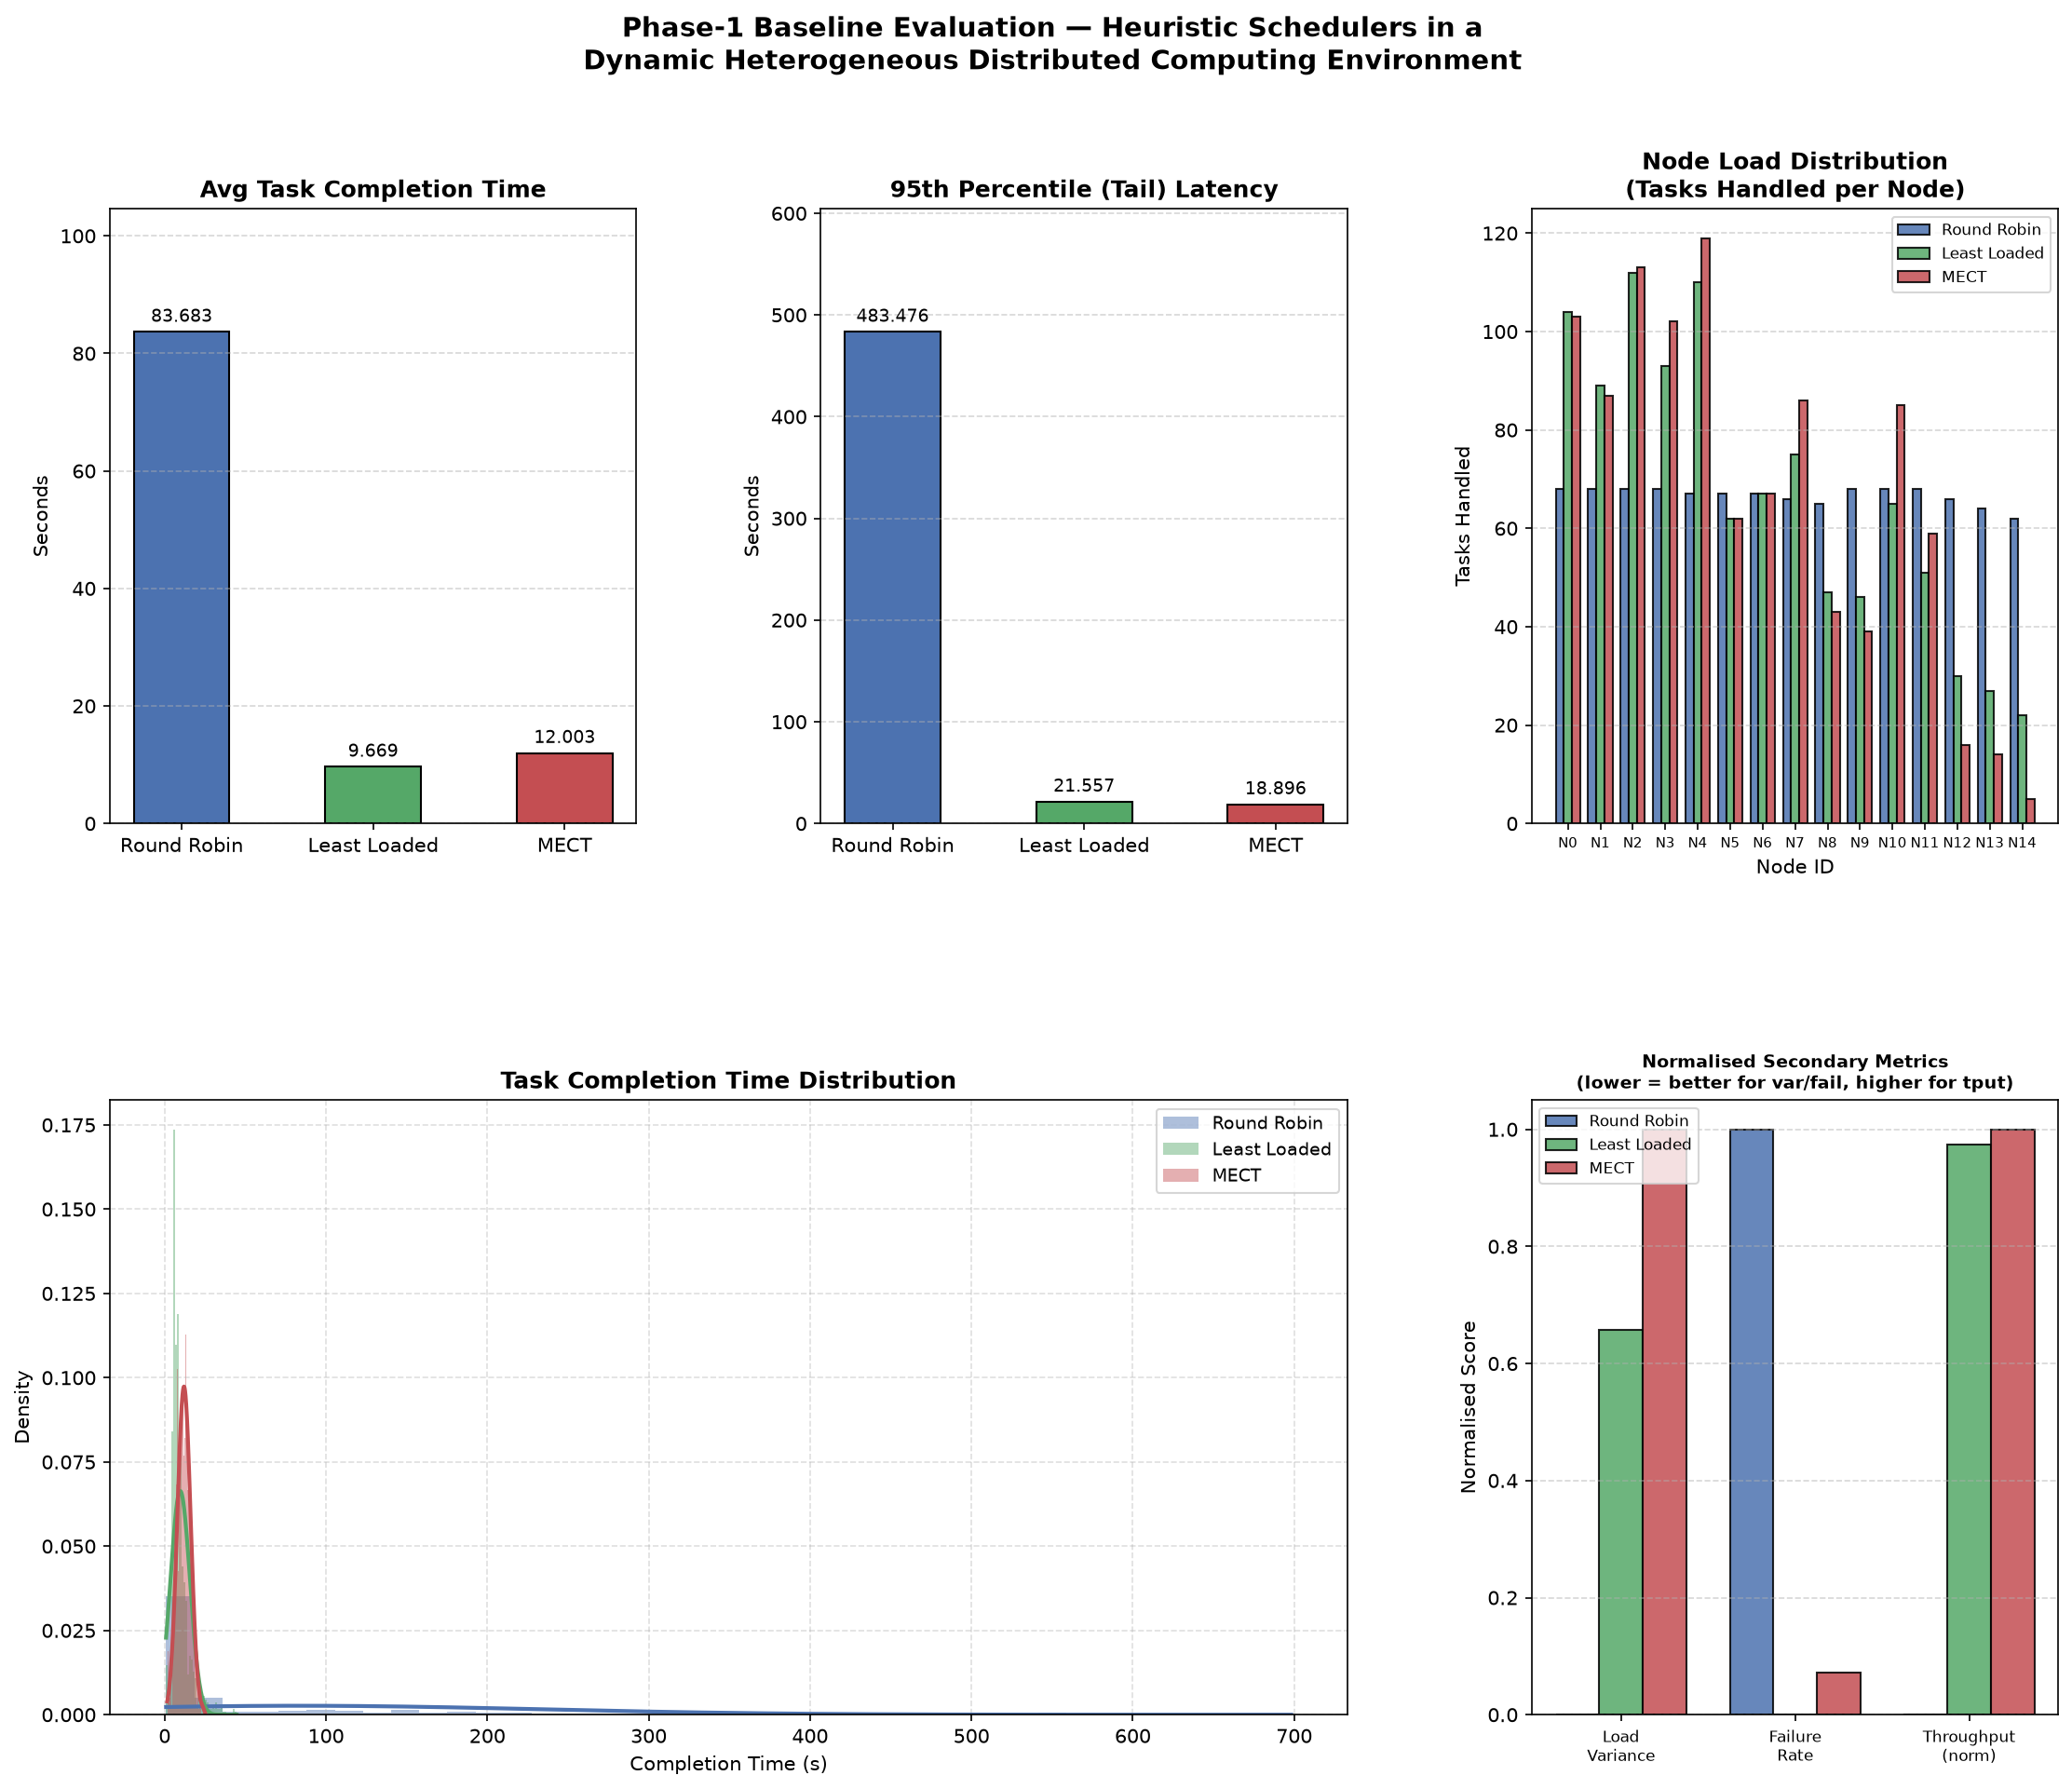 Phase-1 Baseline Evaluation — Heuristic Schedulers in a
Dynamic Heterogeneous Distributed Computing Environment
Avg Task Completion Time
100
80
60
40
20
0
Seconds
83.683
9.669
12.003
Round Robin
Least Loaded
MECT
95th Percentile (Tail) Latency
600
500
400
300
200
100
0
Seconds
483.476
21.557
18.896
Round Robin
Least Loaded
MECT
Node Load Distribution
(Tasks Handled per Node)
120
100
80
60
40
20
0
Tasks Handled
Round Robin
Least Loaded
MECT
N0
N1
N2
N3
N4
N5
N6
N7
N8
N9
N10
N11
N12
N13
N14
Node ID
Task Completion Time Distribution
0.175
0.150
0.125
0.100
0.075
0.050
0.025
0.000
Density
Round Robin
Least Loaded
MECT
0
100
200
300
400
500
600
700
Completion Time (s)
Normalised Secondary Metrics
(lower = better for var/fail, higher for tput)
1.0
0.8
0.6
0.4
0.2
0.0
Normalised Score
Round Robin
Least Loaded
MECT
Load
Variance
Failure
Rate
Throughput
(norm)